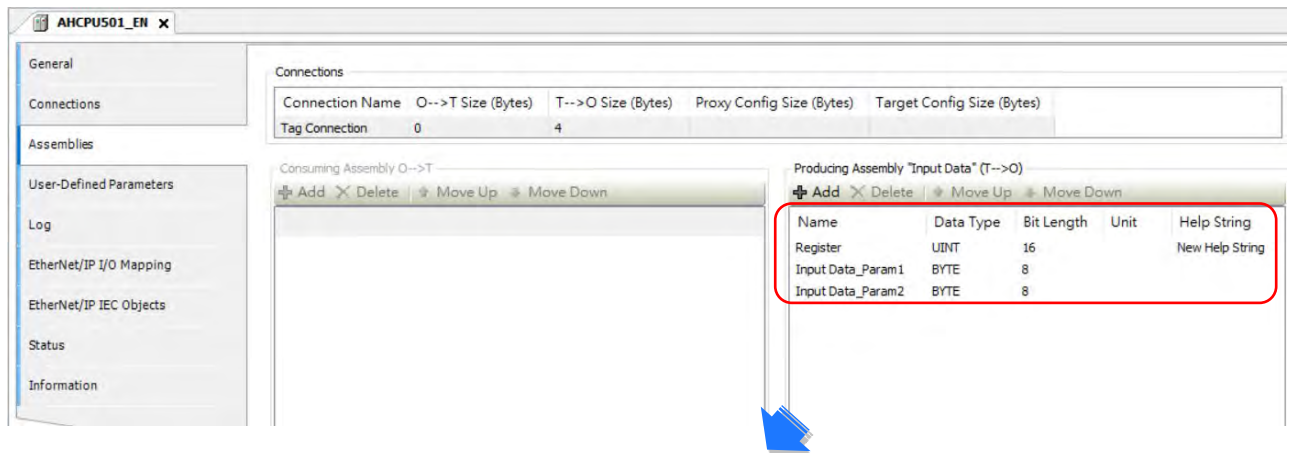 AHCPU501_EN x
General
Connections
Assemblies
User-Defined Parameters
Log
EtherNet/IP I/O Mapping
EtherNet/IP IEC Objects
Status
Information
Connections
Connection Name O-->T Size (Bytes) T-->O Size (Bytes) Proxy Config Size (Bytes) Target Config Size (Bytes)
Tag Connection 0 4
Consuming Assembly O-->T
Add Delete Move Up Move Down
Producing Assembly "Input Data" (T-->O)
Add Delete Move Up Move Down
Name Data Type Bit Length Unit Help String
Register UINT 16 New Help String
Input Data_Param1 BYTE 8
Input Data_Param2 BYTE 8